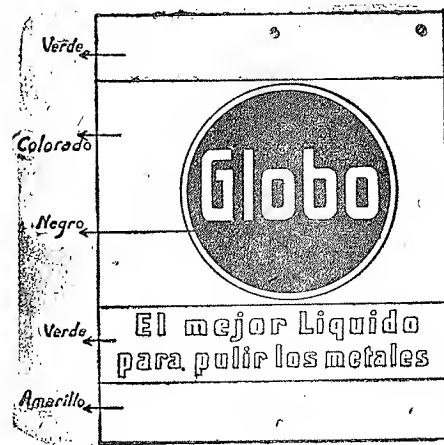 Verde
Colorado
Globo
Negro
Verde
El mejor Liquido
para pulir los metales
Amarillo